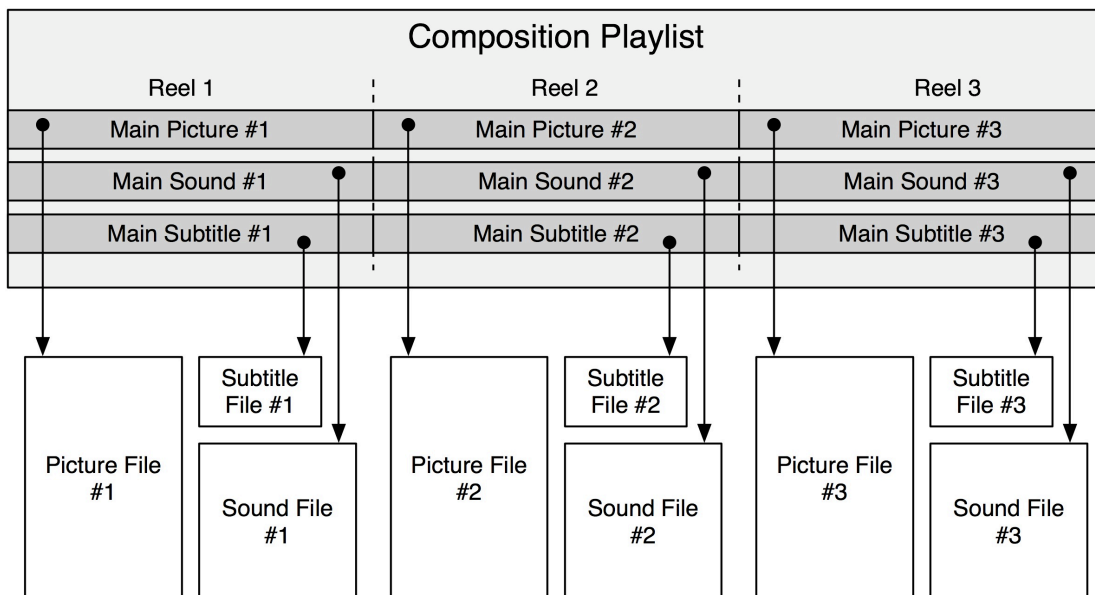 Composition Playlist
Reel 1 Reel 2 Reel 3
Main Picture #1 Main Picture #2 Main Picture #3
Main Sound #1 Main Sound #2 Main Sound #3
Main Subtitle #1 Main Subtitle #2 Main Subtitle #3
Picture File
#1
Subtitle
File #1
Sound File
#1
Picture File
#2
Subtitle
File #2
Sound File
#2
Picture File
#3
Subtitle
File #3
Sound File
#3